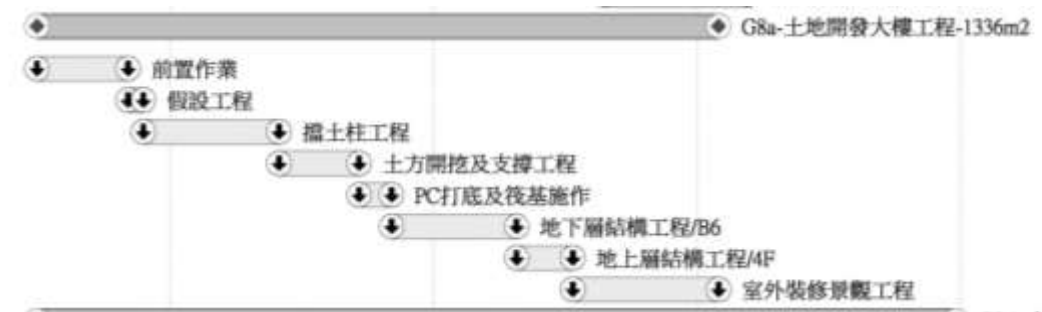 G8a-土地開發大樓工程-1336m2
前置作業
假設工程
擋土柱工程
土方開挖及支撐工程
PC打底及筏基施作
地下層結構工程/B6
地上層結構工程/4F
室外裝修景觀工程